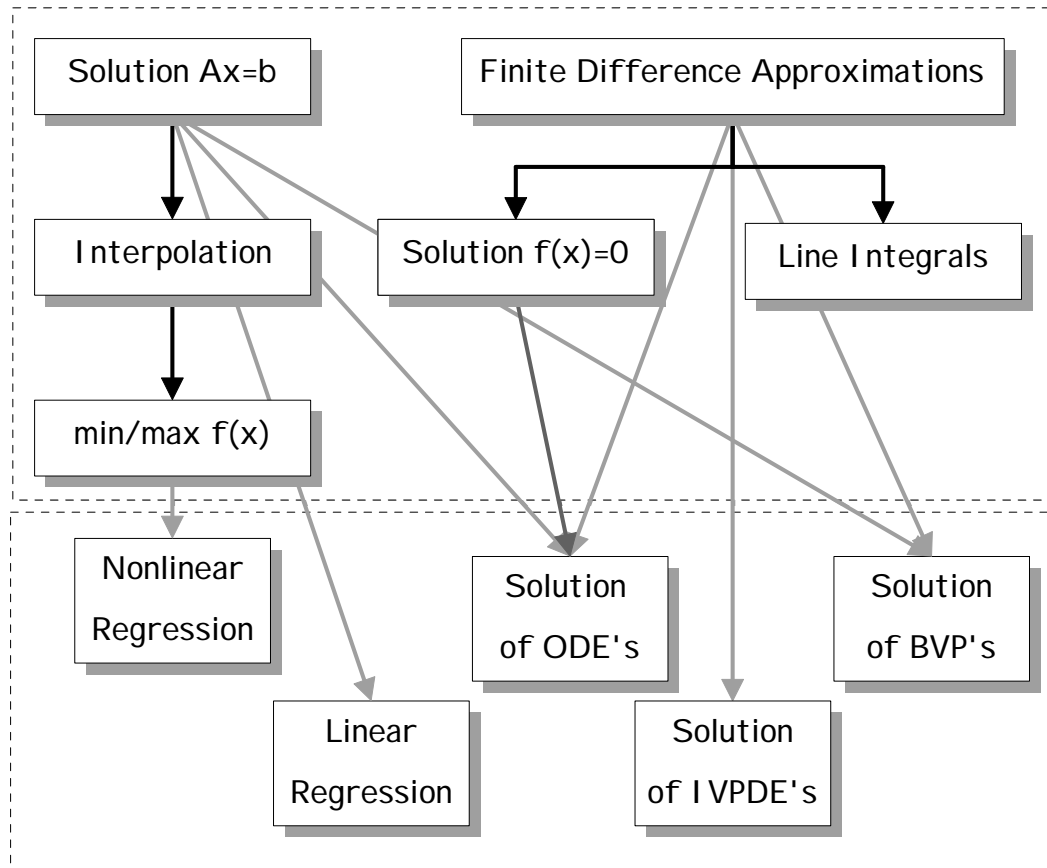 Solution Ax=b
Finite Difference Approximations
Interpolation
Solution f(x)=0
Line Integrals
min/max f(x)
Nonlinear
Regression
Solution
of ODE's
Solution
of BVP's
Linear
Regression
Solution
of IVPDE's